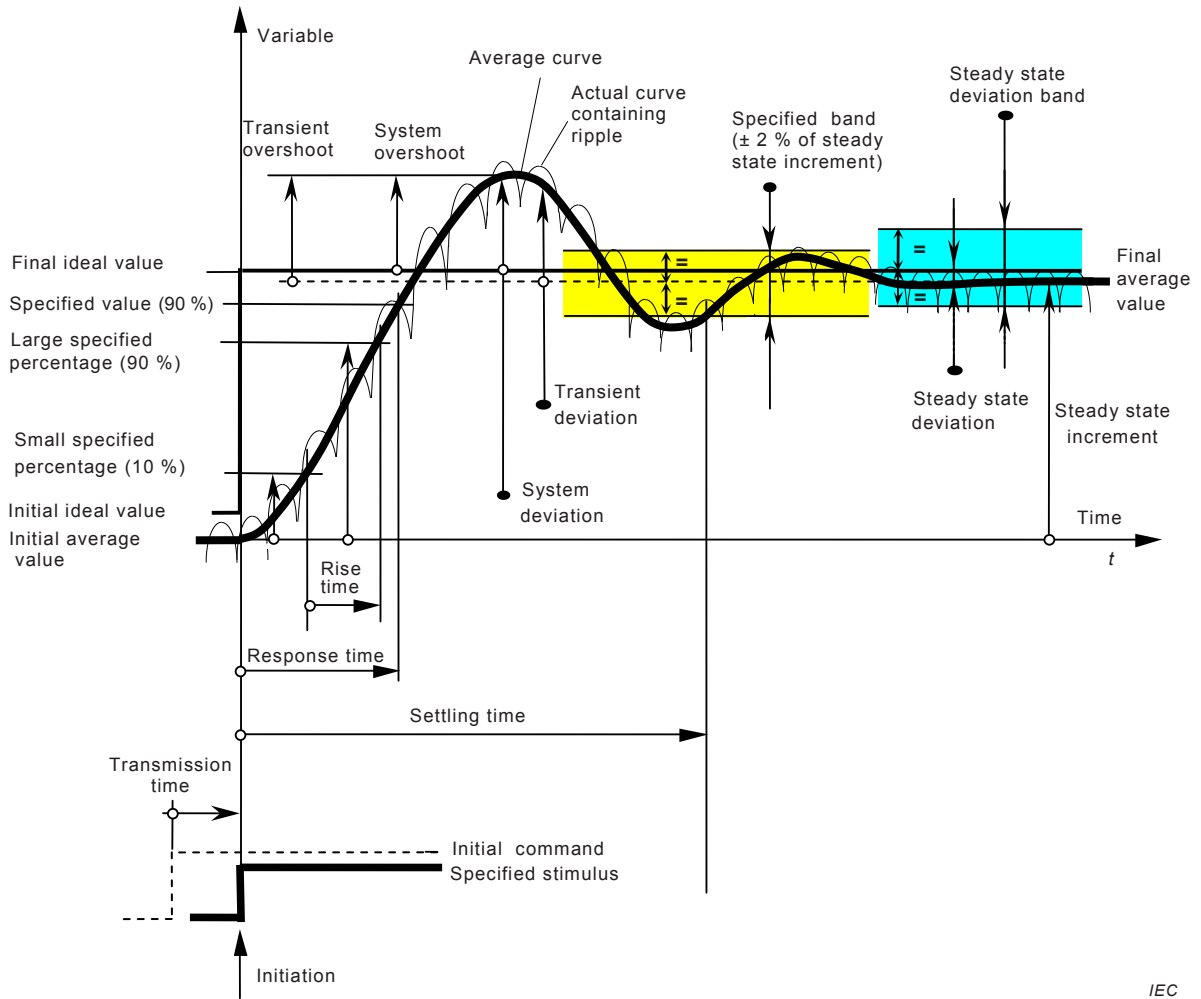 Variable
Average curve
Actual curve
containing
ripple
Steady state
deviation band
Specified band
(± 2 % of steady
state increment)
Transient
overshoot
System
overshoot
Final ideal value
=
=
=
=
Final
average
value
Specified value (90 %)
Large specified
percentage (90 %)
Transient
deviation
Steady state
deviation
Steady state
increment
Small specified
percentage (10 %)
System
deviation
Initial ideal value
Initial average
value
Time
t
Rise
time
Response time
Settling time
Transmission
time
Initial command
Specified stimulus
Initiation
IEC